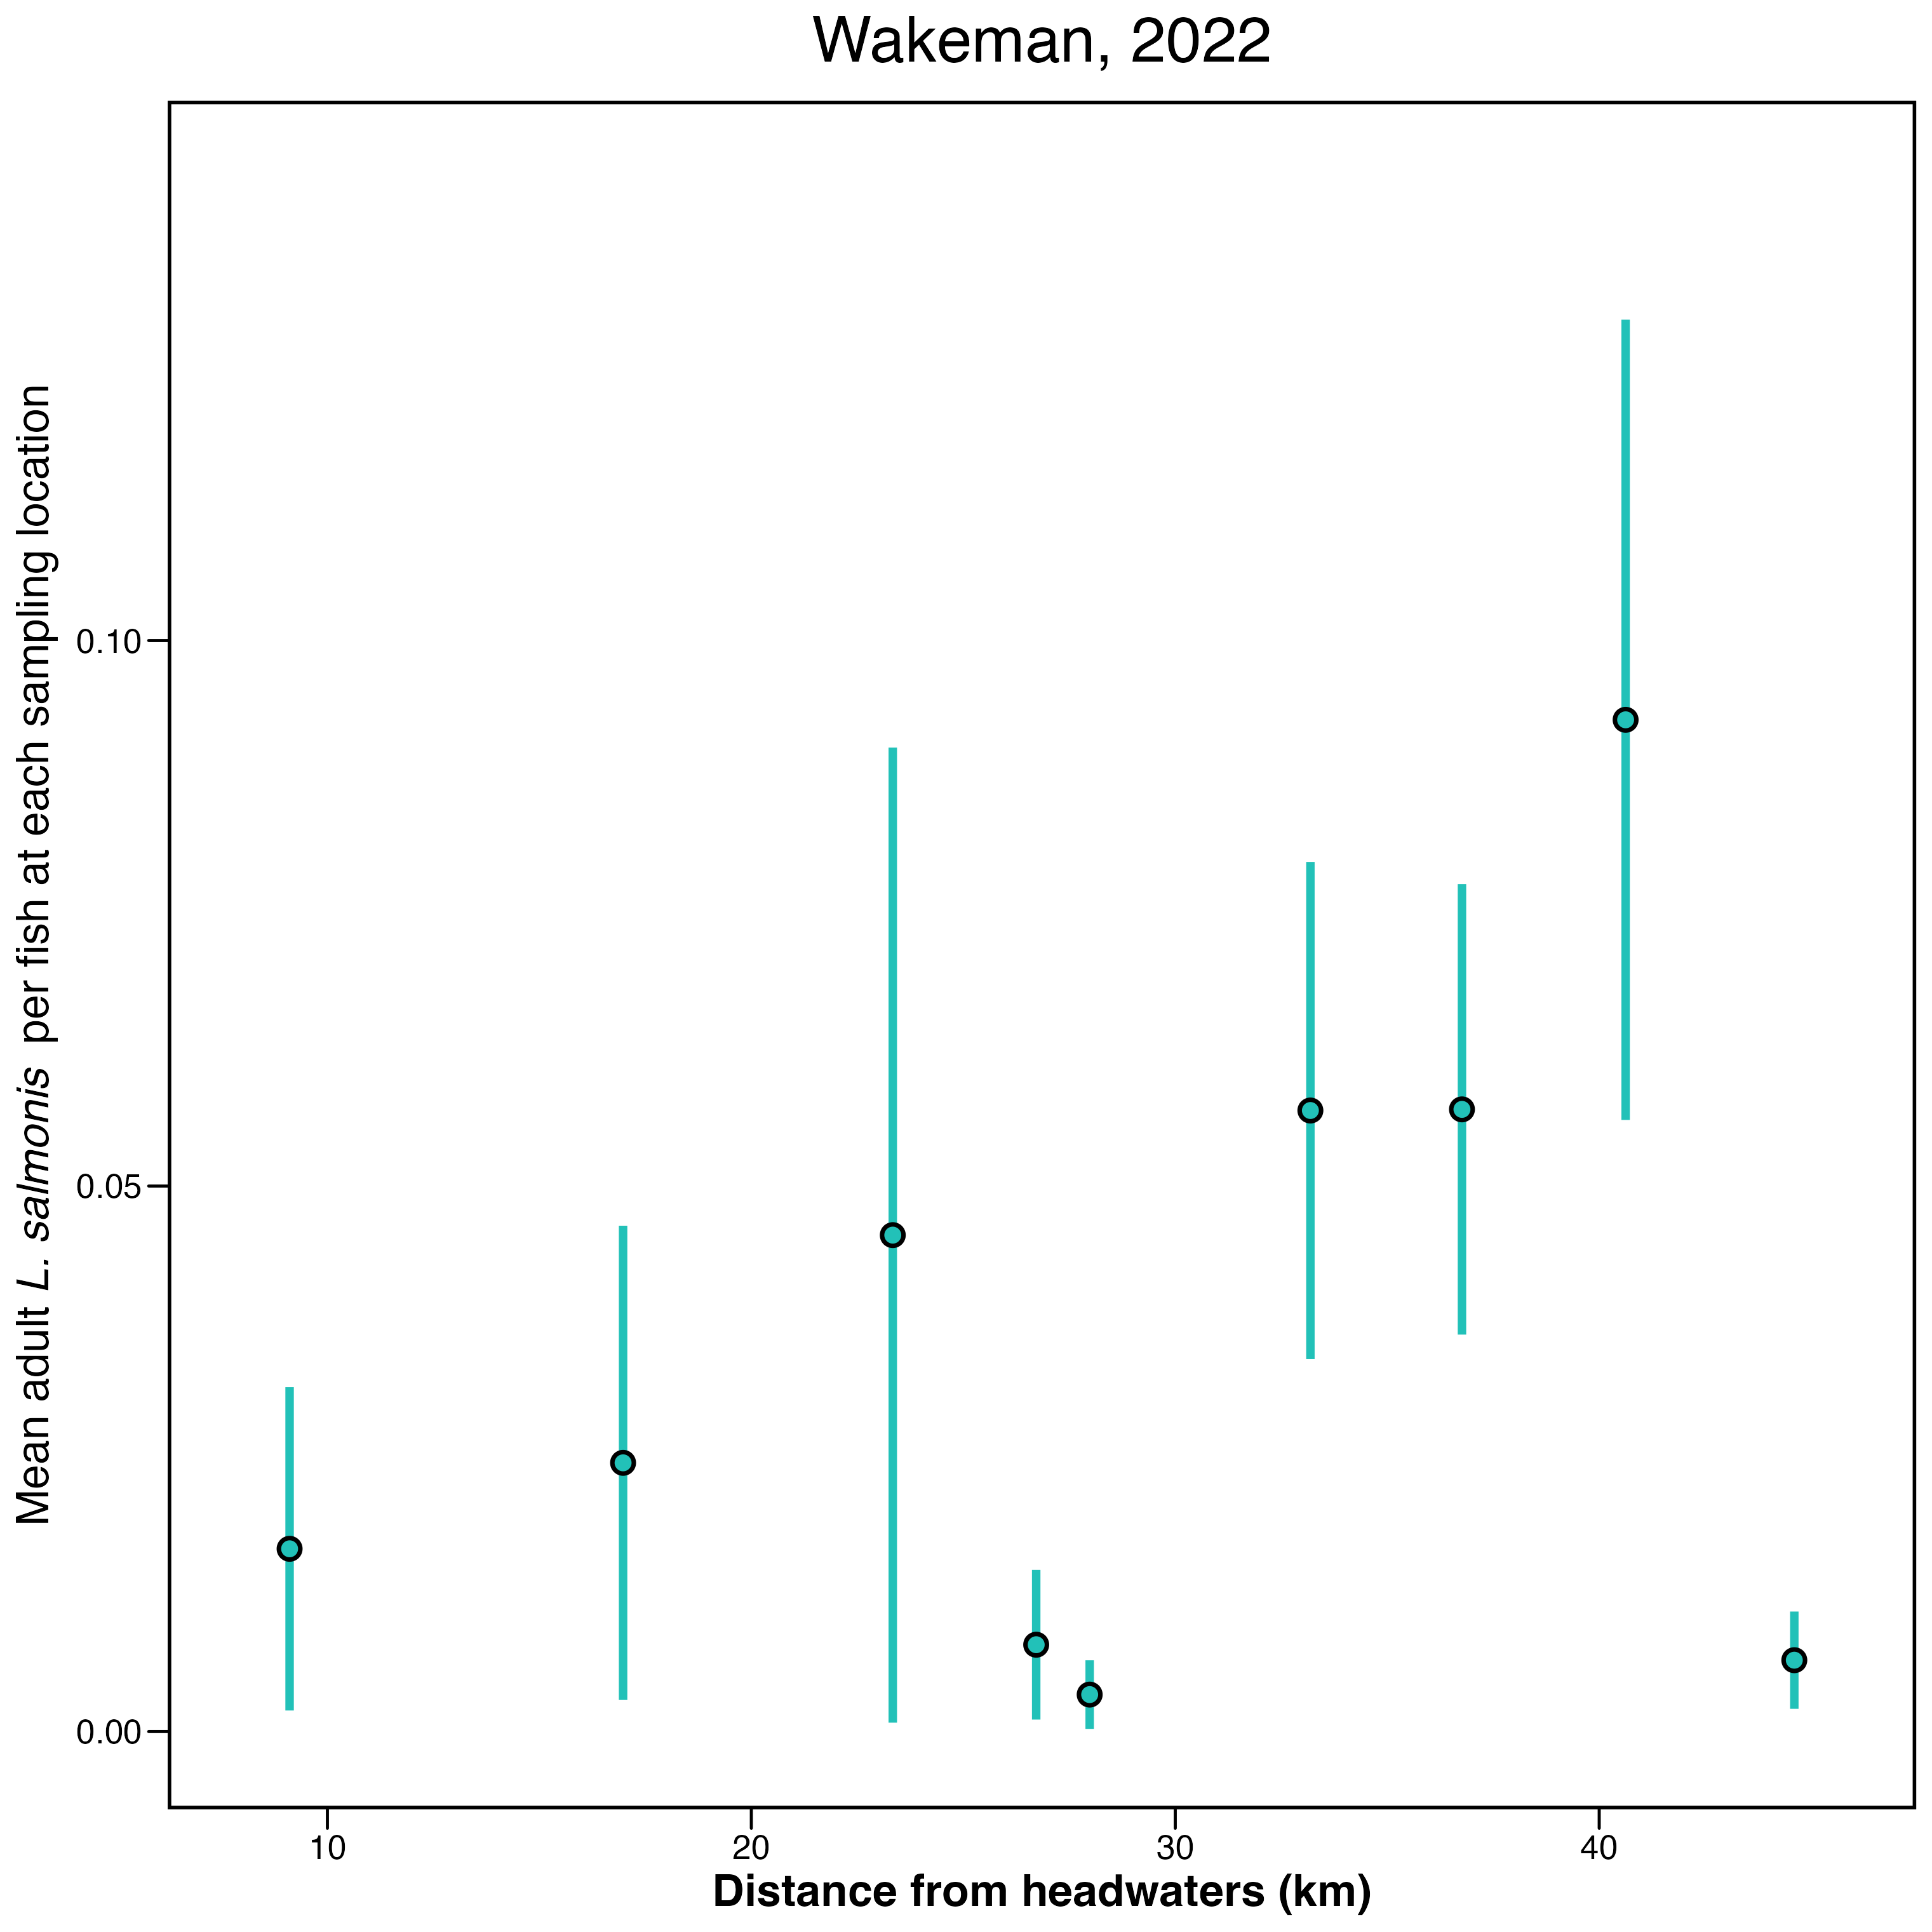 Wakeman, 2022
Mean adult L. salmonis per fish at each sampling location
0.10
0.05
0.00
10
20
30
40
Distance from headwaters (km)